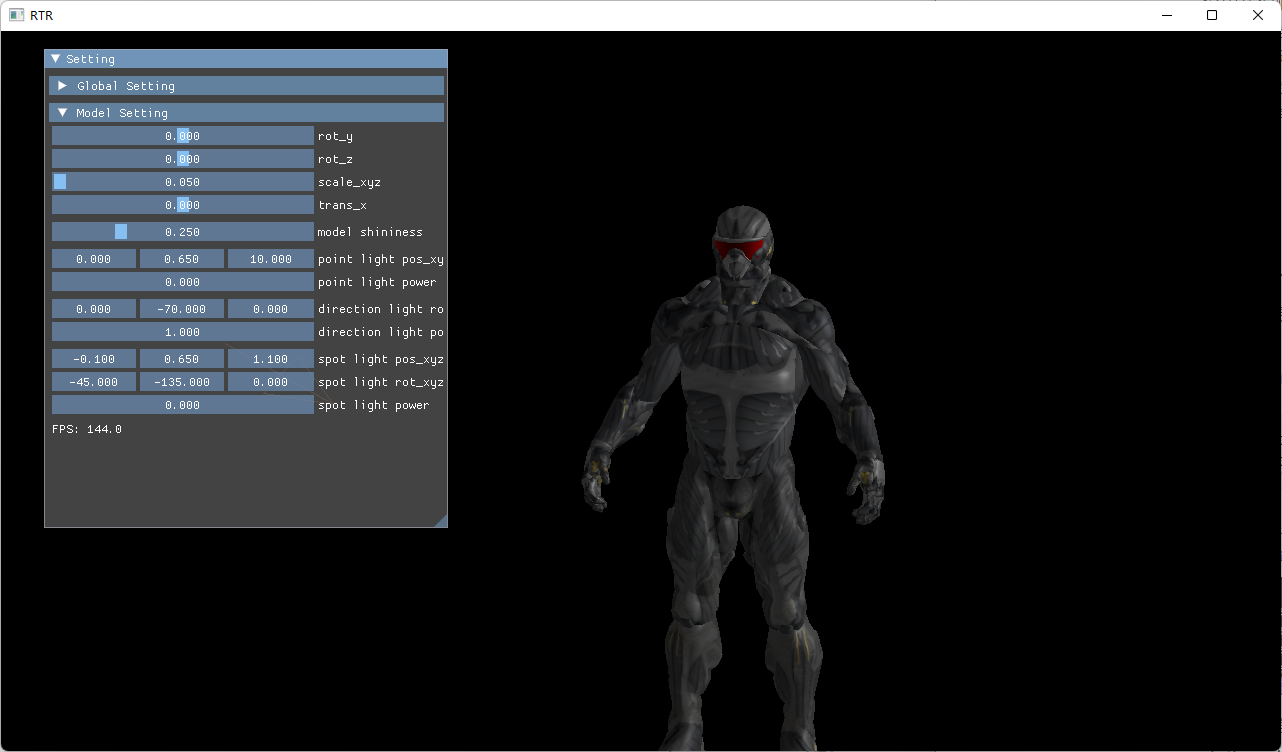 RTR
Setting
Global Setting
Model Setting
0.000 rot_y
0.000 rot_z
0.050 scale_xyz
0.000 trans_x
0.250 model shininess
0.000 0.650 10.000 point light pos_xy
0.000 point light power
0.000 -70.000 0.000 direction light ro
1.000 direction light po
-0.100 0.650 1.100 spot light pos_xyz
-45.000 -135.000 0.000 spot light rot_xyz
0.000 spot light power
FPS: 144.0